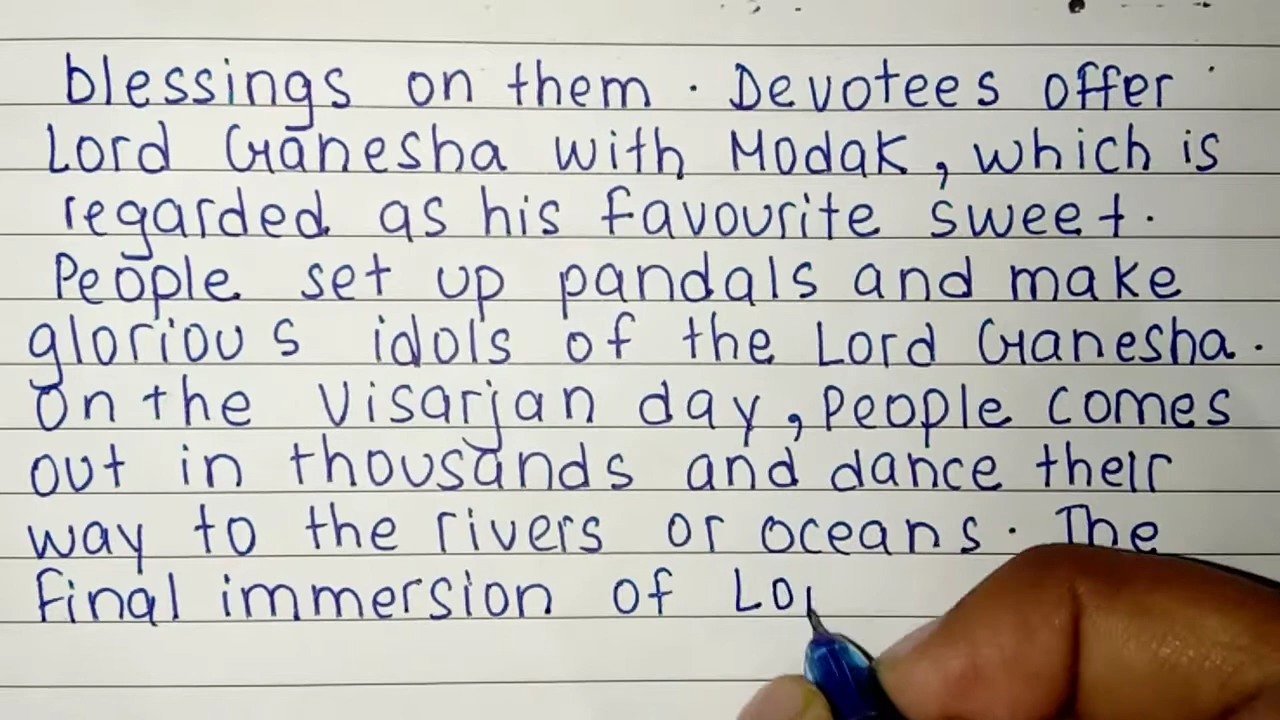 blessings on them. Devotees offer
Lord Ganesha with Modak, which is
regarded as his favourite sweet.
People set up pandals and make
glorious idols of the Lord Ganesha.
On the Visarjan day, people comes
out in thousands and dance their
way to the rivers or oceans. The
final immersion of Lo